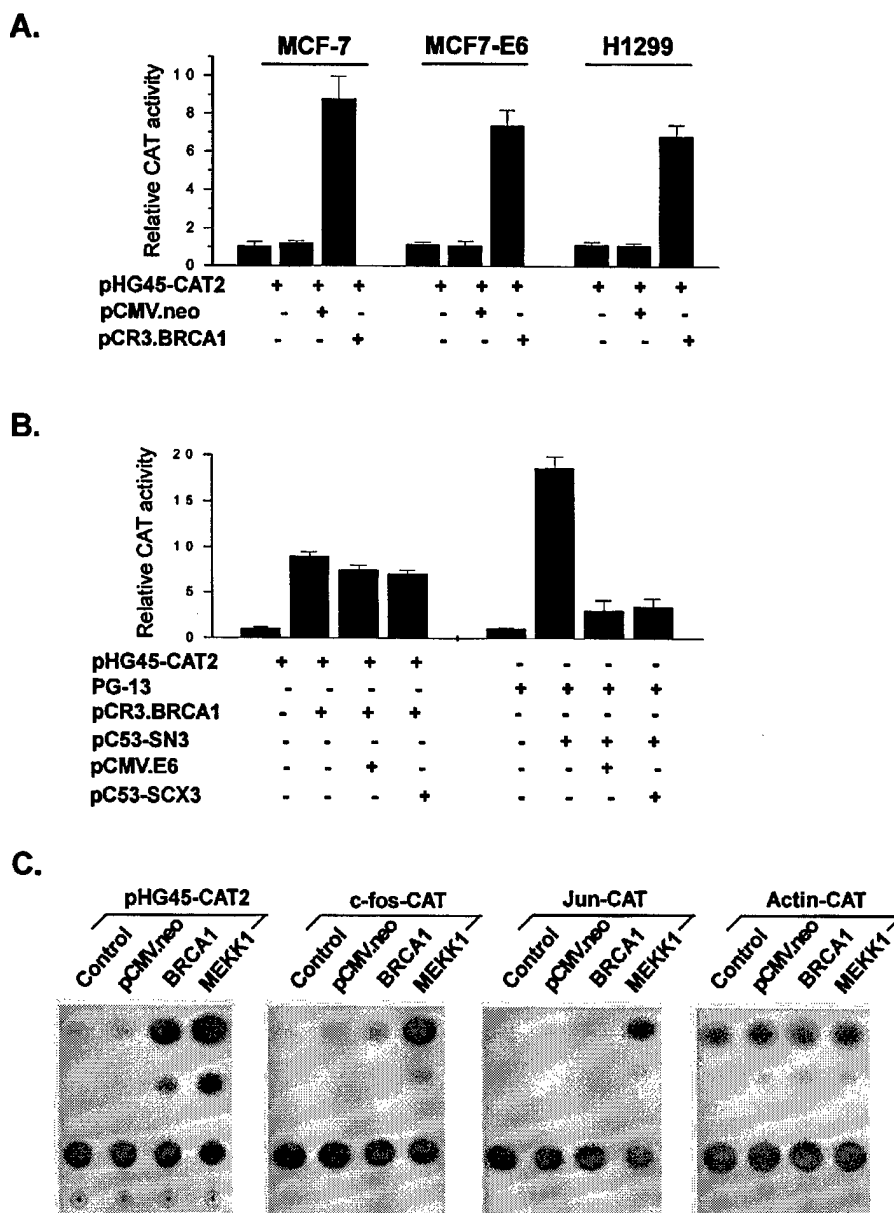 A.
MCF-7 MCF7-E6 H1299
Relative CAT activity
10
8
6
4
2
0
pHG45-CAT2 + + + + + + + + +
pCMV.neo - + - - + - - + -
pCR3.BRCA1 - - + - - + - - +
B.
Relative CAT activity
20
15
10
5
0
pHG45-CAT2 + + + + - - - -
PG-13 - - - - + + + +
pCR3.BRCA1 - + + + - - - -
pC53-SN3 - - - - - + + +
pCMV.E6 - - + - - - + -
pC53-SCX3 - - - + - - - +
C.
pHG45-CAT2 c-fos-CAT Jun-CAT Actin-CAT
Control pCMV.neo BRCA1 MEKK1 Control pCMV.neo BRCA1 MEKK1 Control pCMV.neo BRCA1 MEKK1 Control pCMV.neo BRCA1 MEKK1